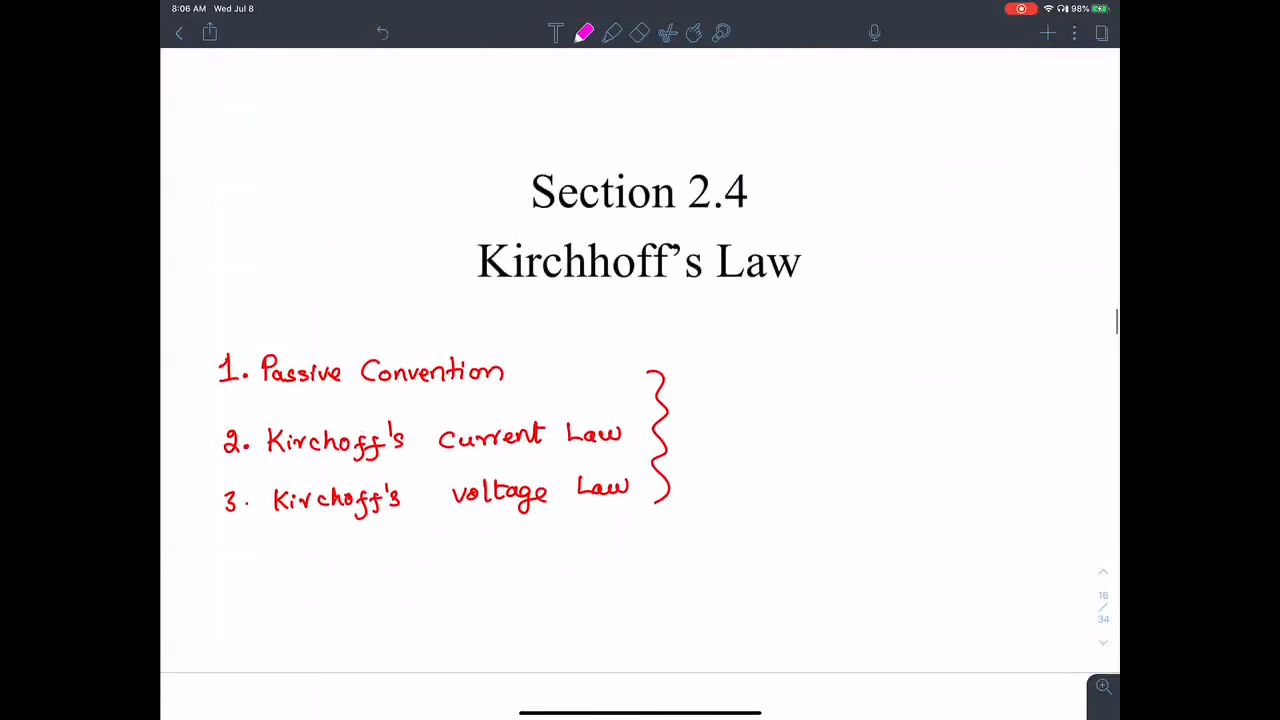 8:06 AM Wed Jul 8
98%
Section 2.4
Kirchhoff’s Law
1. Passive Convention
2. Kirchoff's Current Law
3. Kirchoff's voltage Law
16
/
34